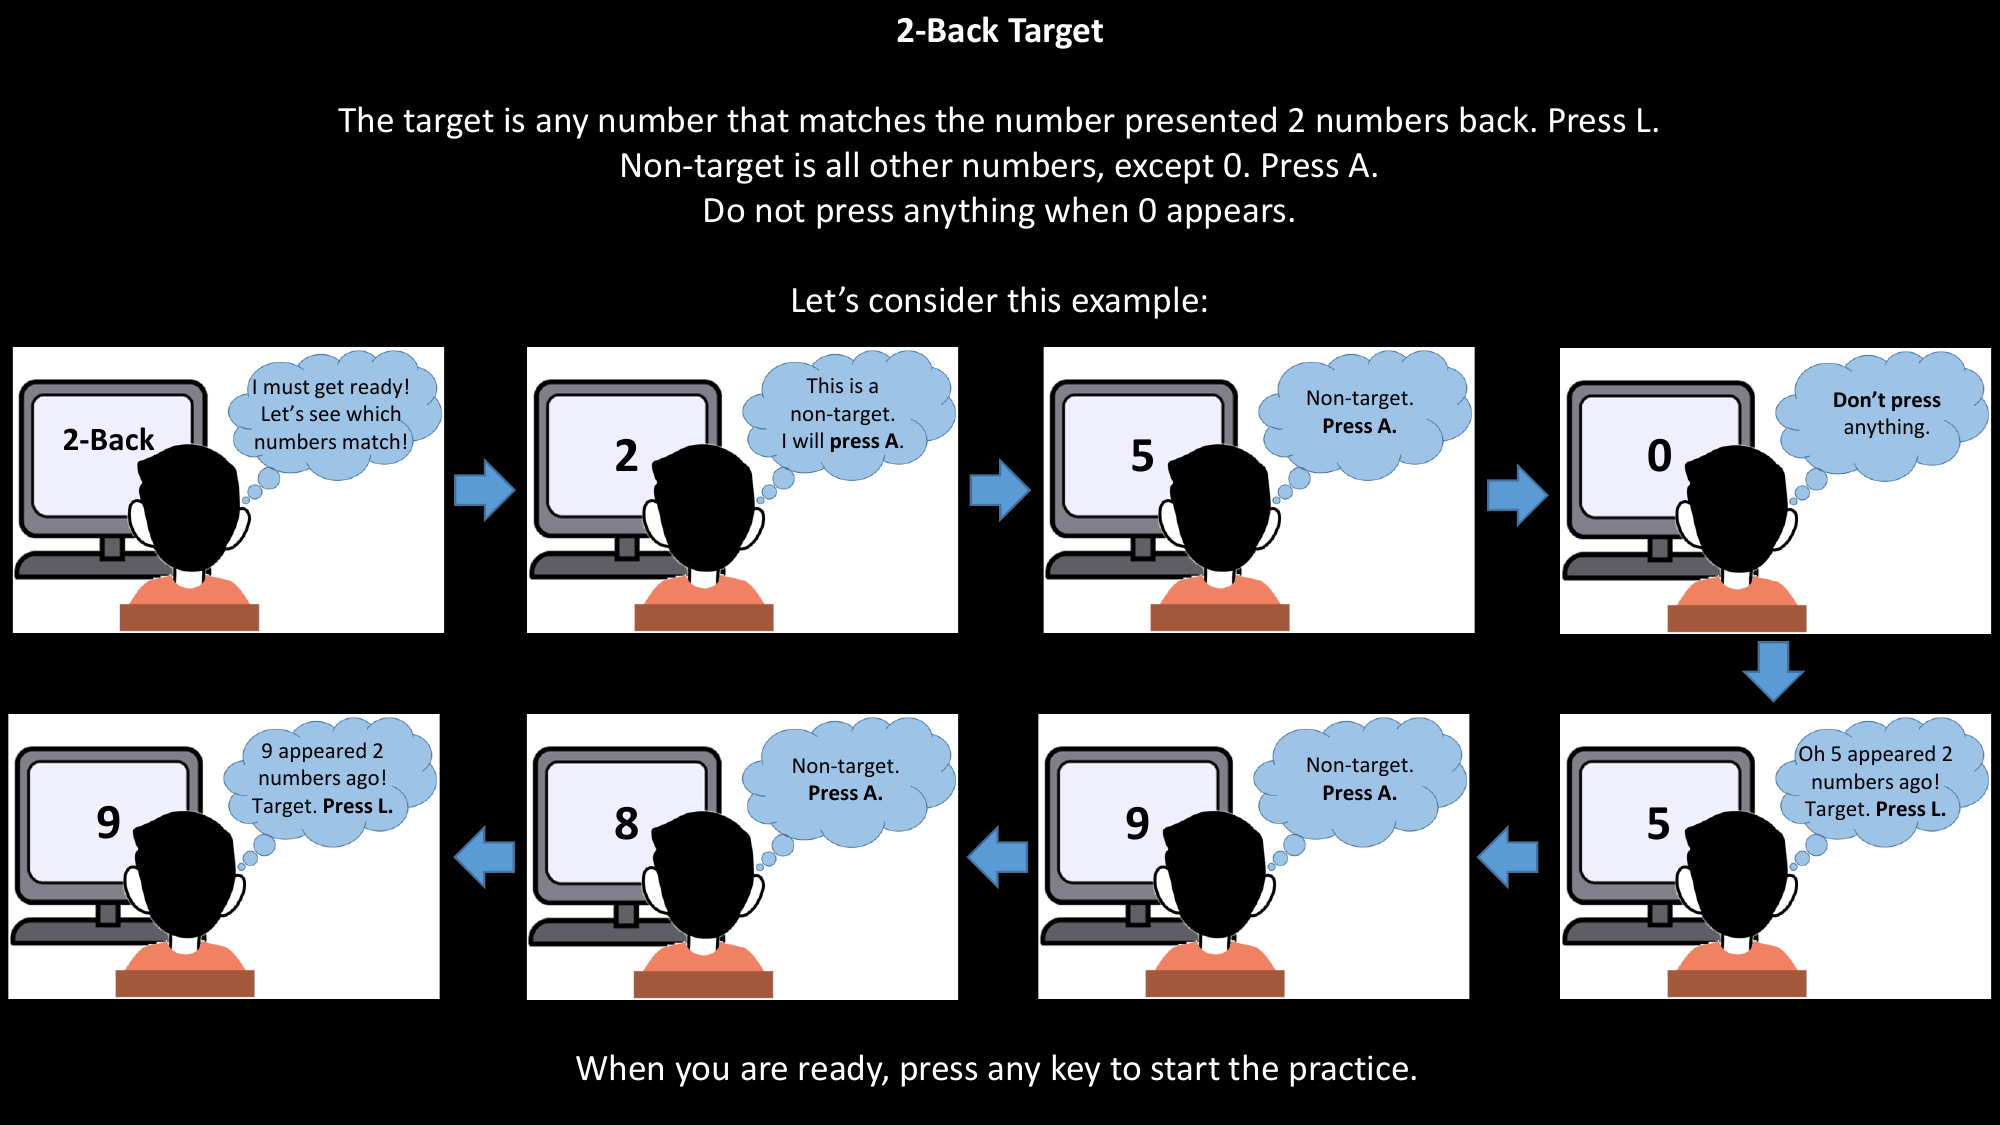 2-Back Target
The target is any number that matches the number presented 2 numbers back. Press L.
Non-target is all other numbers, except 0. Press A.
Do not press anything when 0 appears.
Let’s consider this example:
2-Back
I must get ready!
Let’s see which
numbers match!
2
This is a
non-target.
I will press A.
5
Non-target.
Press A.
0
Don’t press
anything.
5
Oh 5 appeared 2
numbers ago!
Target. Press L.
9
Non-target.
Press A.
8
Non-target.
Press A.
9
9 appeared 2
numbers ago!
Target. Press L.
When you are ready, press any key to start the practice.